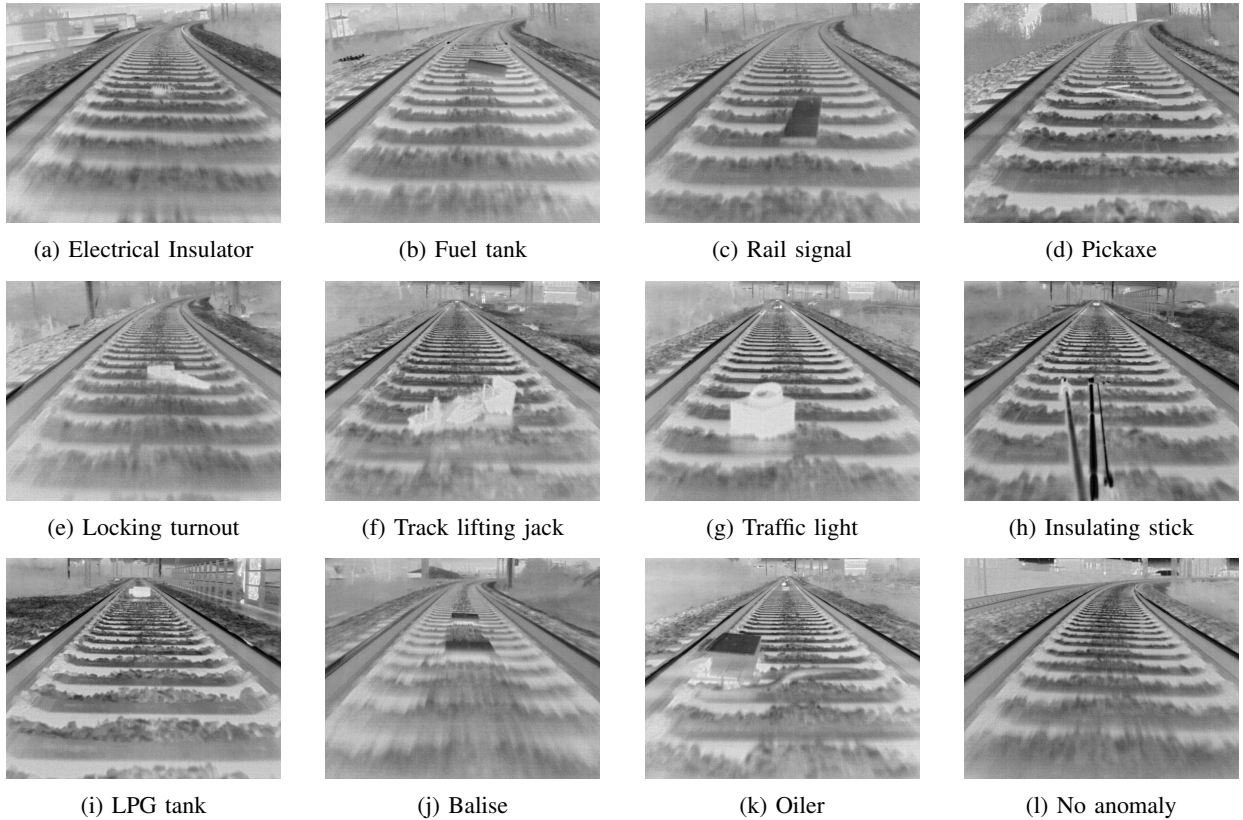 (a) Electrical Insulator
(b) Fuel tank
(c) Rail signal
(d) Pickaxe
(e) Locking turnout
(f) Track lifting jack
(g) Traffic light
(h) Insulating stick
(i) LPG tank
(j) Balise
(k) Oiler
(l) No anomaly